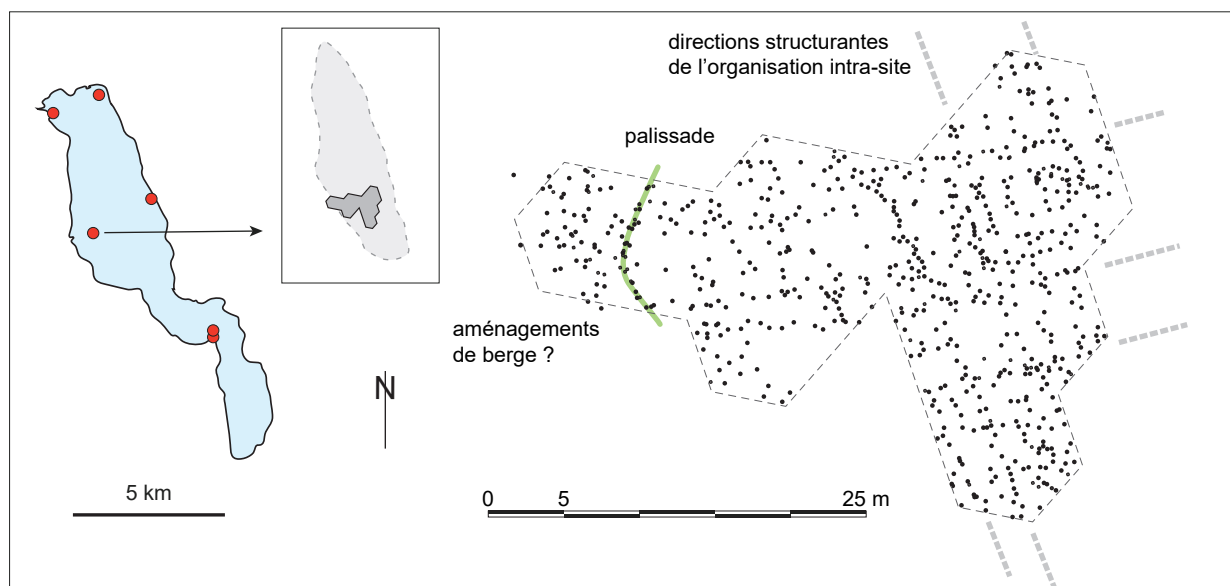 directions structurantes
de l'organisation intra-site
palissade
aménagements
de berge ?
N
5 km
0 5 25 m